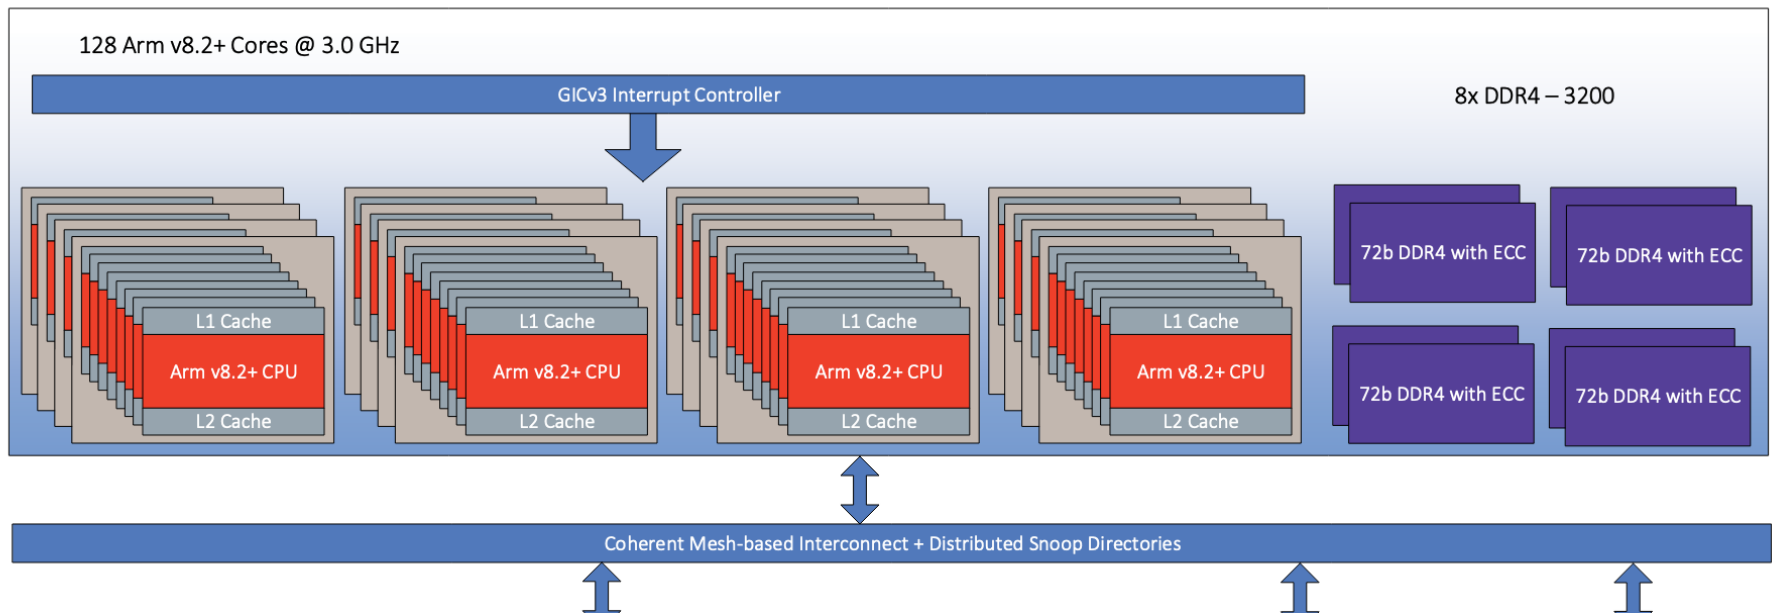 128 Arm v8.2+ Cores @ 3.0 GHz
GICv3 Interrupt Controller
8x DDR4 – 3200
72b DDR4 with ECC
72b DDR4 with ECC
L1 Cache
L1 Cache
L1 Cache
L1 Cache
Arm v8.2+ CPU
Arm v8.2+ CPU
Arm v8.2+ CPU
Arm v8.2+ CPU
72b DDR4 with ECC
72b DDR4 with ECC
L2 Cache
L2 Cache
L2 Cache
L2 Cache
Coherent Mesh-based Interconnect + Distributed Snoop Directories